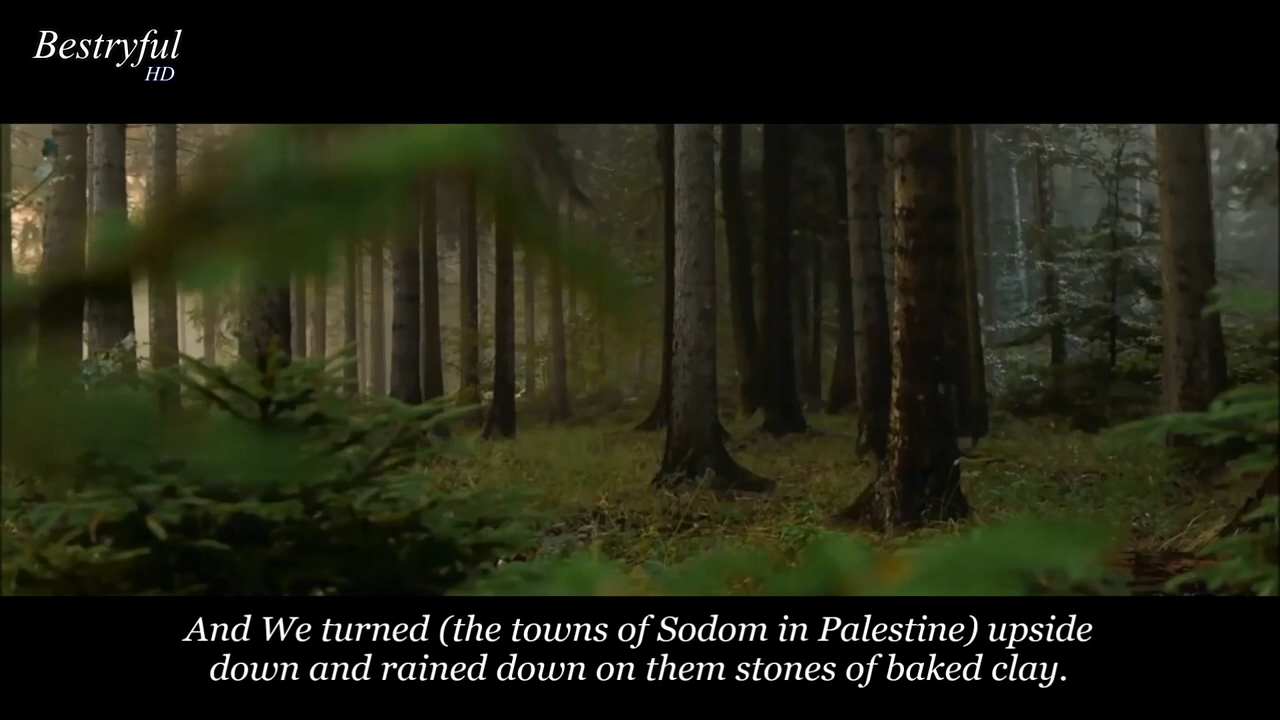 Bestryful
HD
And We turned (the towns of Sodom in Palestine) upside
down and rained down on them stones of baked clay.